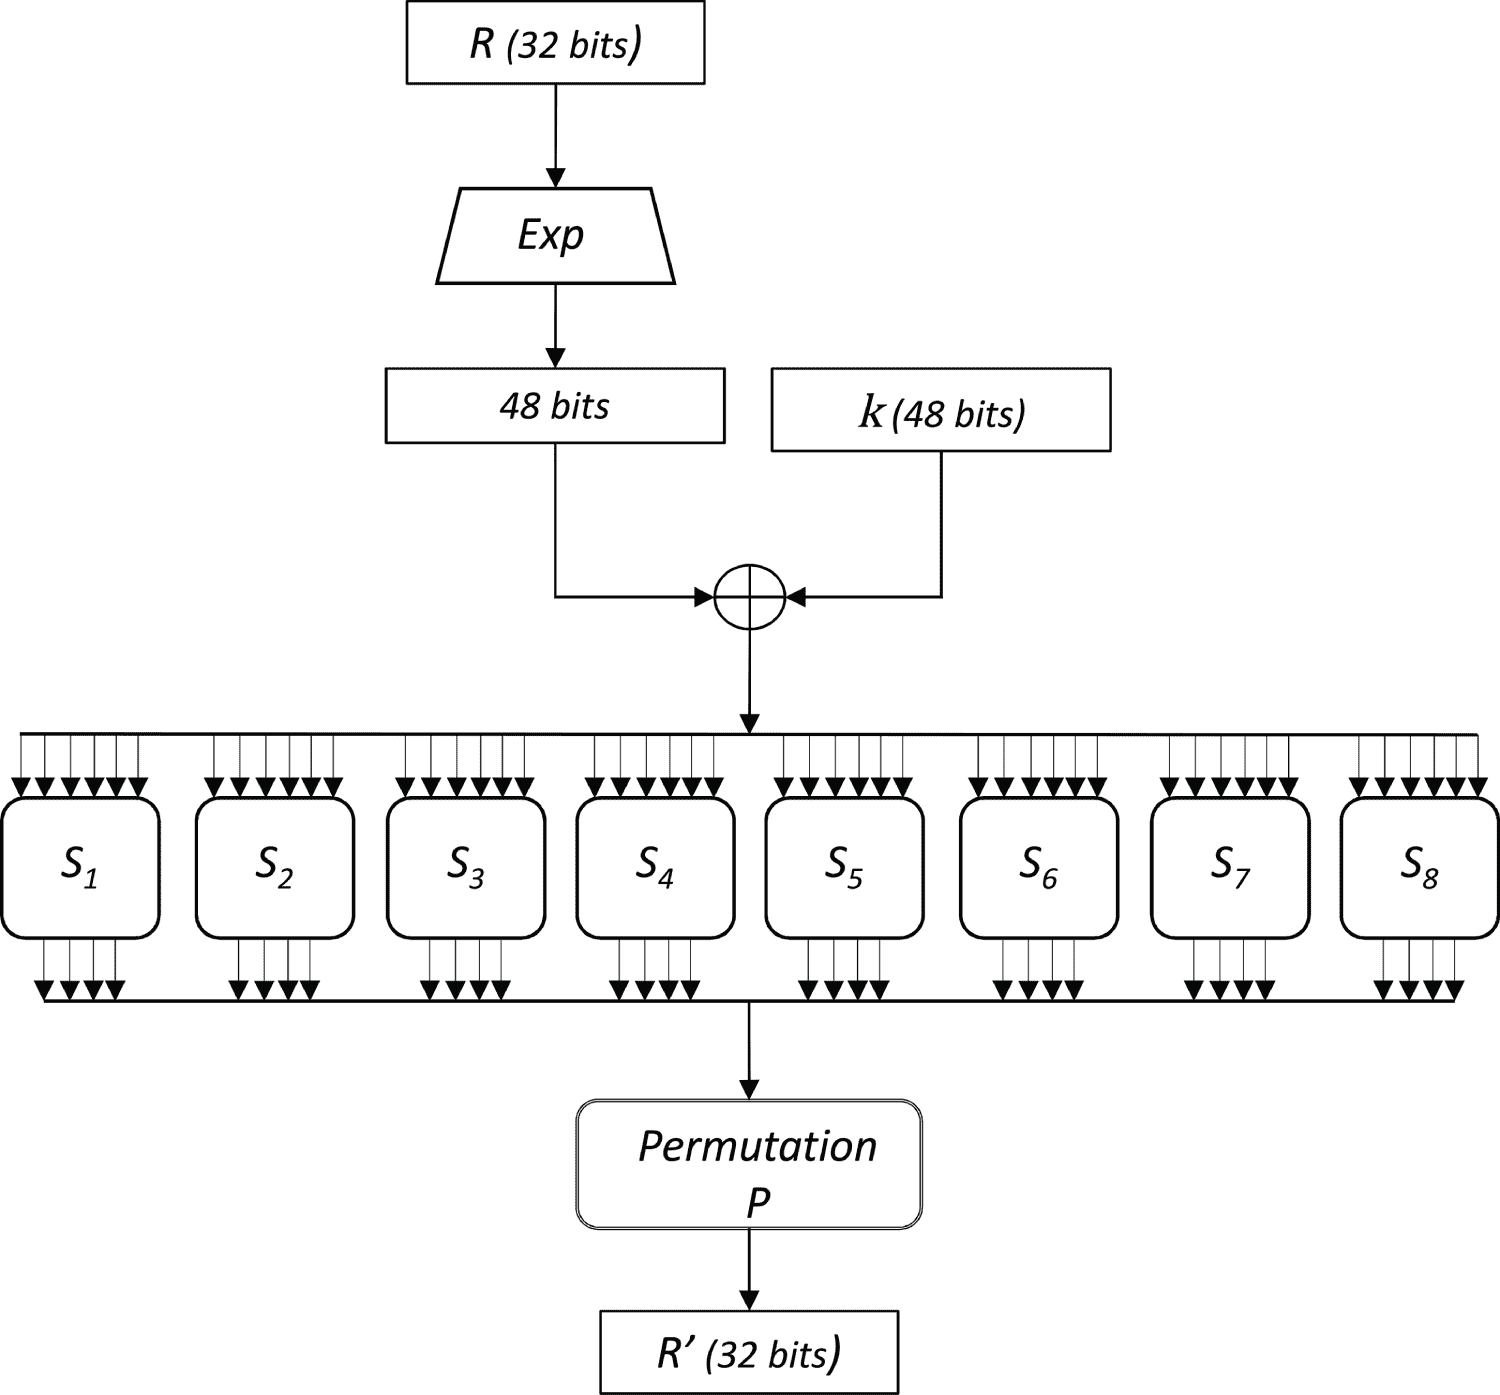 R (32 bits)
Exp
48 bits
k (48 bits)
S1 S2 S3 S4 S5 S6 S7 S8
Permutation
P
R’ (32 bits)